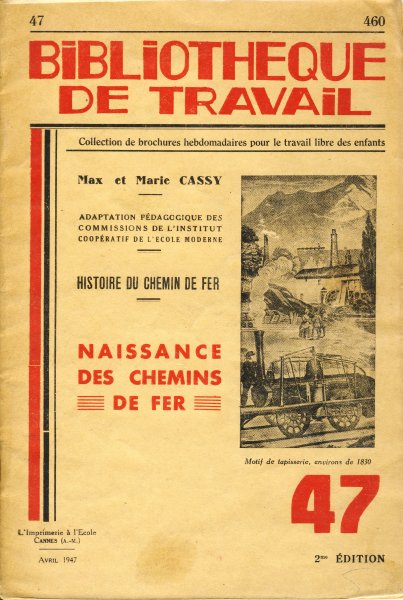 47 460
BiBLiOTHEQUE
DE TRAVAiL
Collection de brochures hebdomadaires pour le travail libre des enfants
Max et Marie CASSY
ADAPTATION PÉDAGOGIQUE DES
COMMISSIONS DE L'INSTITUT
COOPÉRATIF DE L'ECOLE MODERNE
HISTOIRE DU CHEMIN DE FER
NAISSANCE
DES CHEMINS
DE FER
Motif de tapisserie, environs de 1830
47
L'Imprimerie à l'Ecole
CANNES (A.-M.)
AVRIL 1947
2me ÉDITION